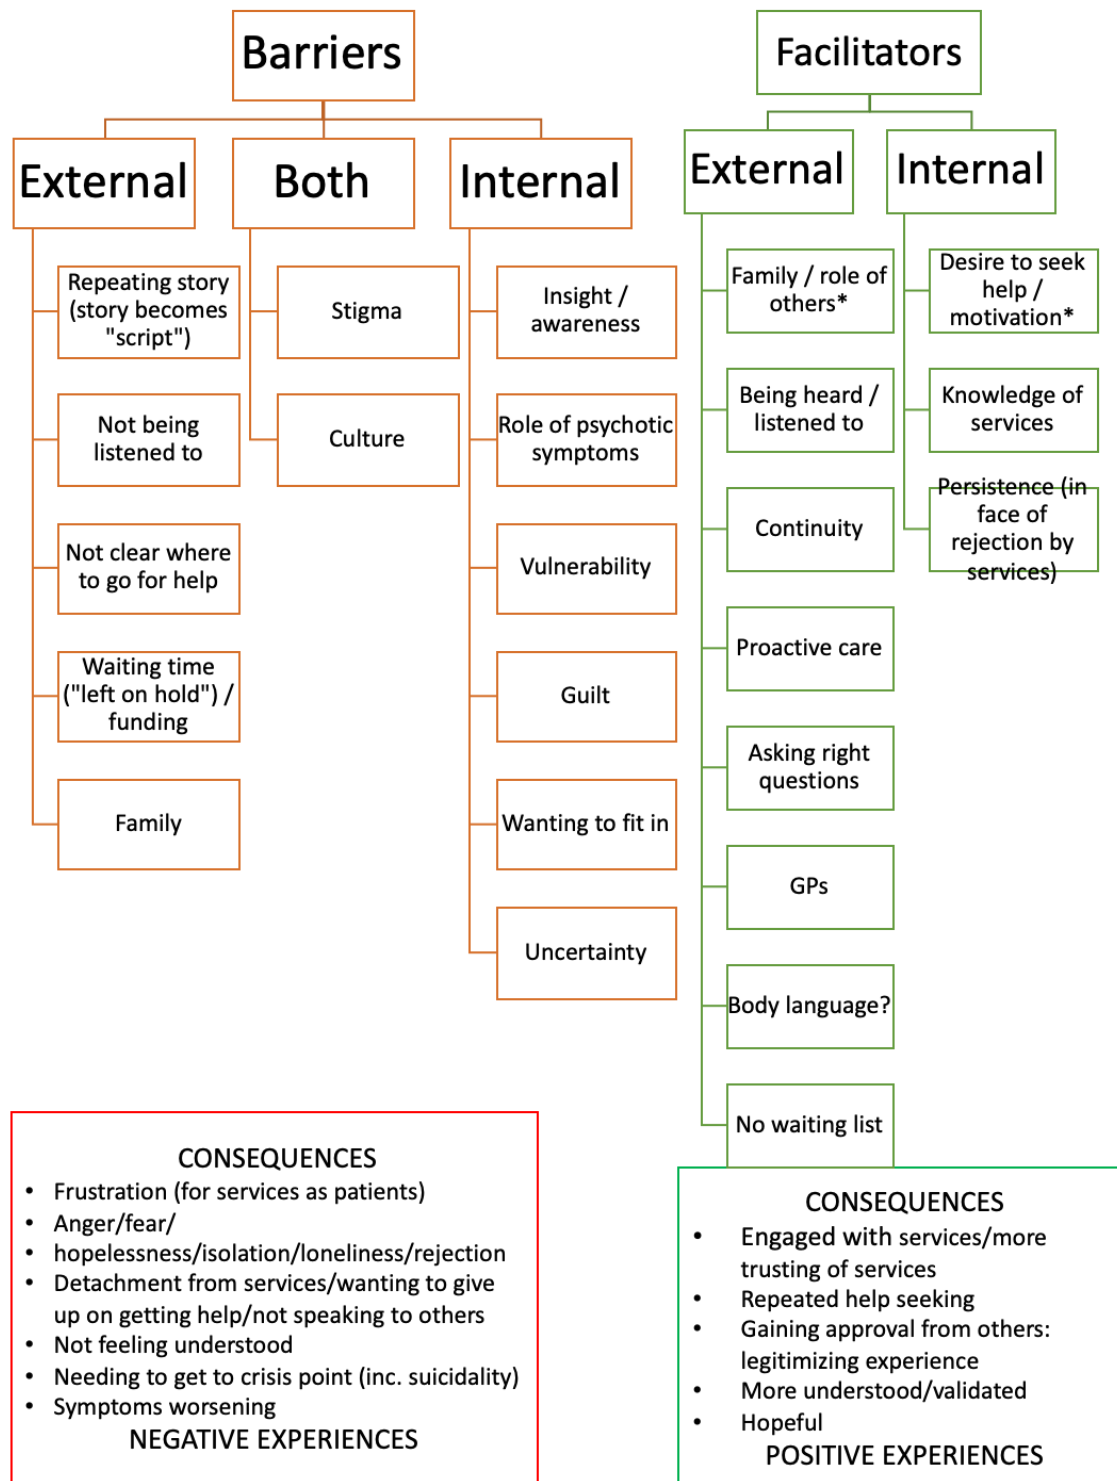 Barriers
External
Both
Internal
Repeating story
(story becomes
"script")
Not being
listened to
Not clear where
to go for help
Waiting time
("left on hold") /
funding
Family
Stigma
Culture
Insight /
awareness
Role of psychotic
symptoms
Vulnerability
Guilt
Wanting to fit in
Uncertainty
CONSEQUENCES
• Frustration (for services as patients)
• Anger/fear/
• hopelessness/isolation/loneliness/rejection
• Detachment from services/wanting to give
up on getting help/not speaking to others
• Not feeling understood
• Needing to get to crisis point (inc. suicidality)
• Symptoms worsening
NEGATIVE EXPERIENCES
Facilitators
External
Internal
Family / role of
others*
Being heard /
listened to
Continuity
Proactive care
Asking right
questions
GPs
Body language?
No waiting list
Desire to seek
help /
motivation*
Knowledge of
services
Persistence (in
face of
rejection by
services)
CONSEQUENCES
• Engaged with services/more
trusting of services
• Repeated help seeking
• Gaining approval from others:
legitimizing experience
• More understood/validated
• Hopeful
POSITIVE EXPERIENCES